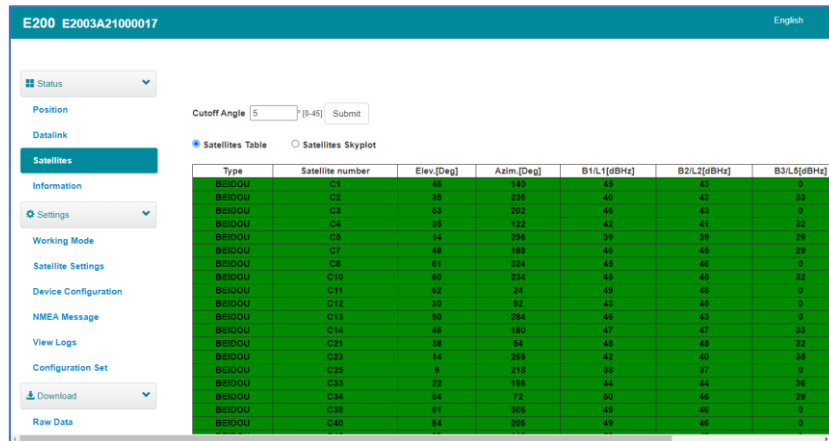 E200 E2003A21000017
English
Status
Position
Datalink
Satellites
Information
Settings
Working Mode
Satellite Settings
Device Configuration
NMEA Message
View Logs
Configuration Set
Download
Raw Data
Cutoff Angle 5 ° [0-45] Submit
Satellites Table Satellites Skyplot
Type Satellite number Elev.[Deg] Azim.[Deg] B1/L1[dBHz] B2/L2[dBHz] B3/L5[dBHz]
BEIDOU C1 46 140 45 43 0
BEIDOU C2 35 236 40 43 33
BEIDOU C3 53 202 46 43 0
BEIDOU C4 35 122 42 41 32
BEIDOU C5 14 256 39 39 29
BEIDOU C7 48 188 46 45 29
BEIDOU C8 61 324 45 46 0
BEIDOU C10 60 234 45 45 32
BEIDOU C11 62 24 49 48 0
BEIDOU C12 30 92 43 45 0
BEIDOU C13 50 284 46 43 0
BEIDOU C14 46 180 47 47 33
BEIDOU C21 38 54 48 45 32
BEIDOU C23 14 266 42 40 35
BEIDOU C25 9 218 38 37 0
BEIDOU C33 22 196 44 44 36
BEIDOU C34 54 72 50 46 29
BEIDOU C38 61 306 49 46 0
BEIDOU C40 64 206 49 46 0